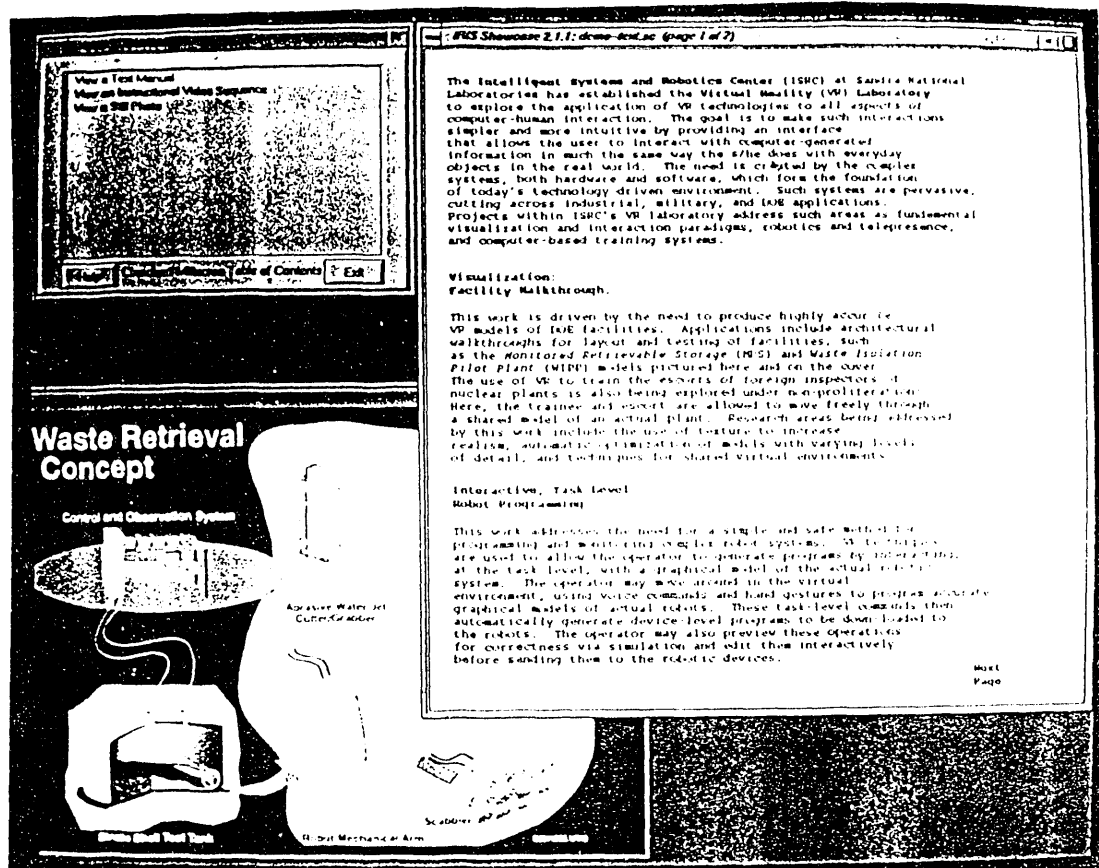 View a Text Manual
View an Instructional Video Sequence
View a Still Photo
Table of Contents
Exit
IRIS Showcase 2.1.1: demo-text.sc (page 1 of 2)
The Intelligent Systems and Robotics Center (ISRC) at Sandia National
Laboratories has established the Virtual Reality (VR) Laboratory
to explore the application of VR technologies to all aspects of
computer-human interaction. The goal is to make such interactions
simpler and more intuitive by providing an interface
that allows the user to interact with computer-generated
information in much the same way the s/he does with everyday
objects in the real world. The need is created by the complex
systems, both hardware and software, which form the foundation
of today's technology driven environment. Such systems are pervasive,
cutting across industrial, military, and DOE applications.
Projects within ISRC's VR laboratory address such areas as fundamental
visualization and interaction paradigms, robotics and telepresence,
and computer-based training systems.
Visualization:
Facility Walkthrough.
This work is driven by the need to produce highly
VR models of DOE facilities. Applications include architectural
walkthroughs for layout and testing of facilities, such
as the Monitored Retrievable Storage (MRS) and Waste Isolation
Pilot Plant (WIPP) models pictured here and on the cover
The use of VR to train the escorts of foreign inspectors of
nuclear plants is also being explored under non-proliferation
Here, the trainee and escort are allowed to move freely through
a shared model of an actual plant. Research areas being addressed
by this work include the use of texture to increase
realism, automatic optimization of models with varying levels
of detail, and techniques for shared virtual environments
Interactive, Task Level
Robot Programming
This work addresses the need for a simple and safe method for
programming and monitoring complex robot systems. VR techniques
are used to allow the operator to generate programs by interacting,
at the task level, with a graphical model of the actual robotic
system. The operator may move around in the virtual
environment, using voice commands and hand gestures to program accurate
graphical models of actual robots. These task-level commands then
automatically generate device-level programs to be down-loaded to
the robots. The operator may also preview these operations
for correctness via simulation and edit them interactively
before sending them to the robotic devices.
Next
Page
Waste Retrieval
Concept
Control and Observation System
Abrasive Water Jet
Cutter/Grabber
Scabbler
Robot Mechanical Arm
Tank